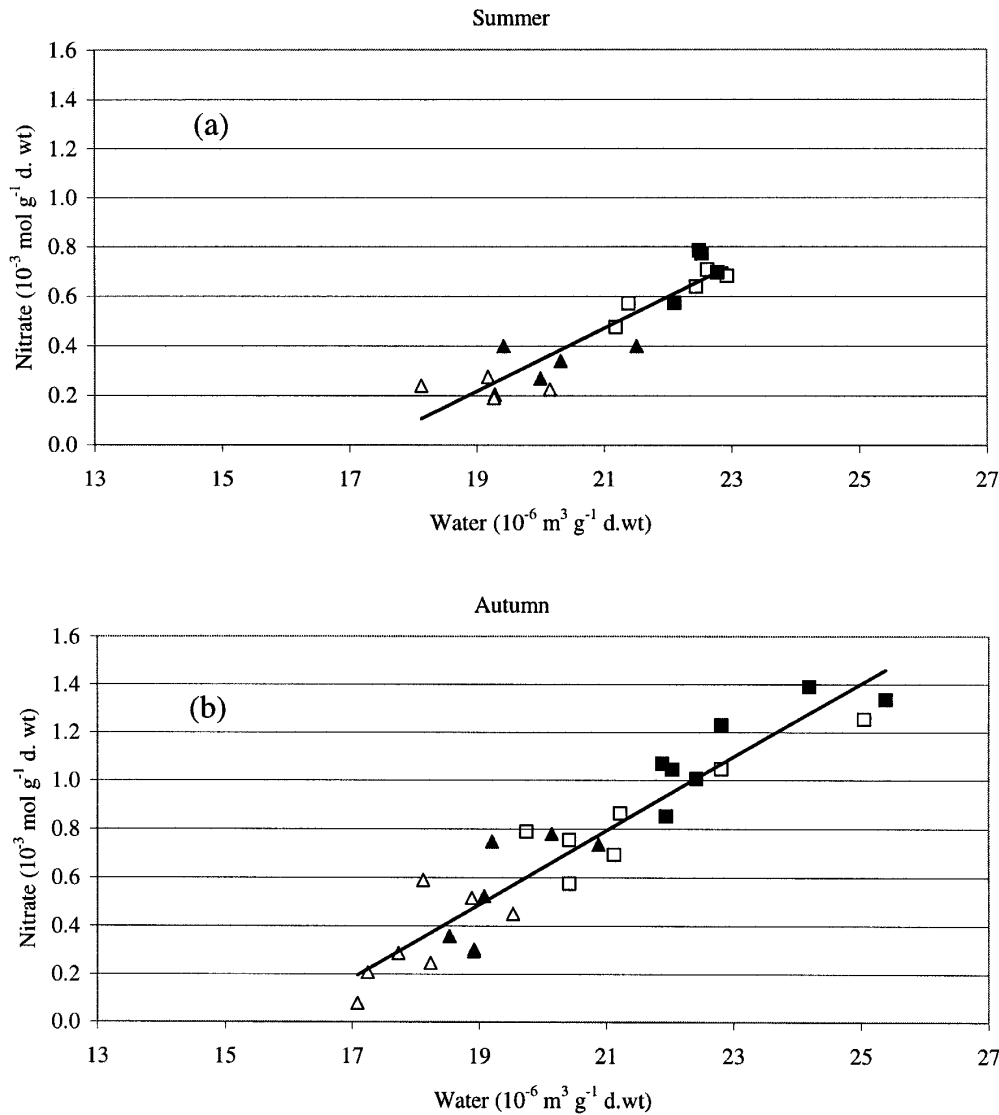 Summer
1.6
1.4
1.2
1.0
0.8
0.6
0.4
0.2
0.0
(a)
Nitrate (10⁻³ mol g⁻¹ d. wt)
13 15 17 19 21 23 25 27
Water (10⁻⁶ m³ g⁻¹ d.wt)
Autumn
1.6
1.4
1.2
1.0
0.8
0.6
0.4
0.2
0.0
(b)
Nitrate (10⁻³ mol g⁻¹ d. wt)
13 15 17 19 21 23 25 27
Water (10⁻⁶ m³ g⁻¹ d.wt)